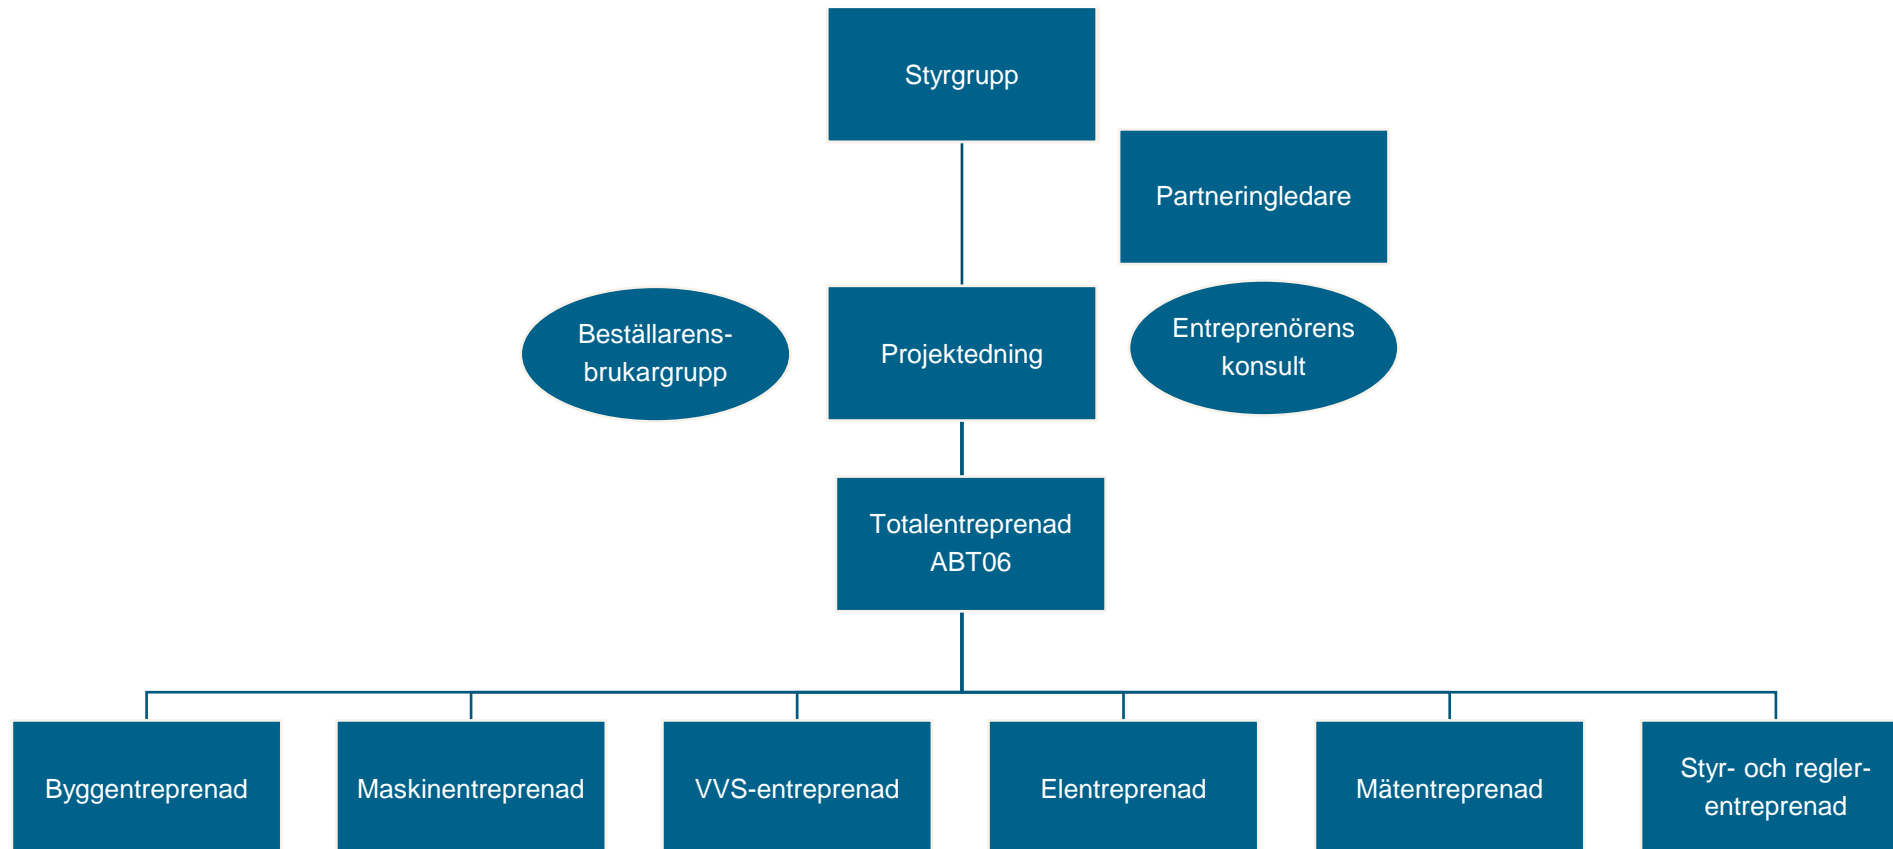 Styrgrupp
Partneringledare
Beställarens-
brukargrupp
Projektedning
Entreprenörens
konsult
Totalentreprenad
ABT06
Byggentreprenad
Maskinentreprenad
VVS-entreprenad
Elentreprenad
Mätentreprenad
Styr- och regler-
entreprenad